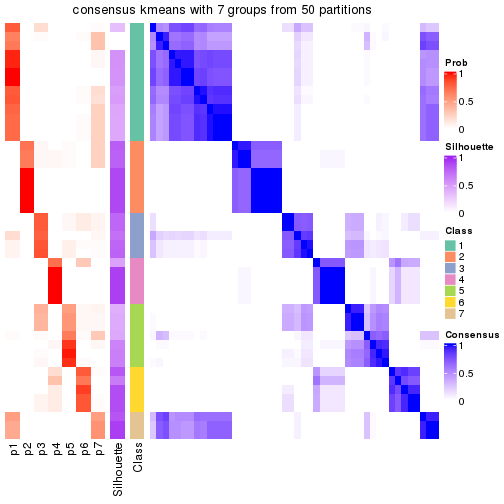 consensus kmeans with 7 groups from 50 partitions
Prob
1
0.5
0
Silhouette
1
0.5
0
Class
1
2
3
4
5
6
7
Consensus
1
0.5
0
p1
p2
p3
p4
p5
p6
p7
Silhouette
Class